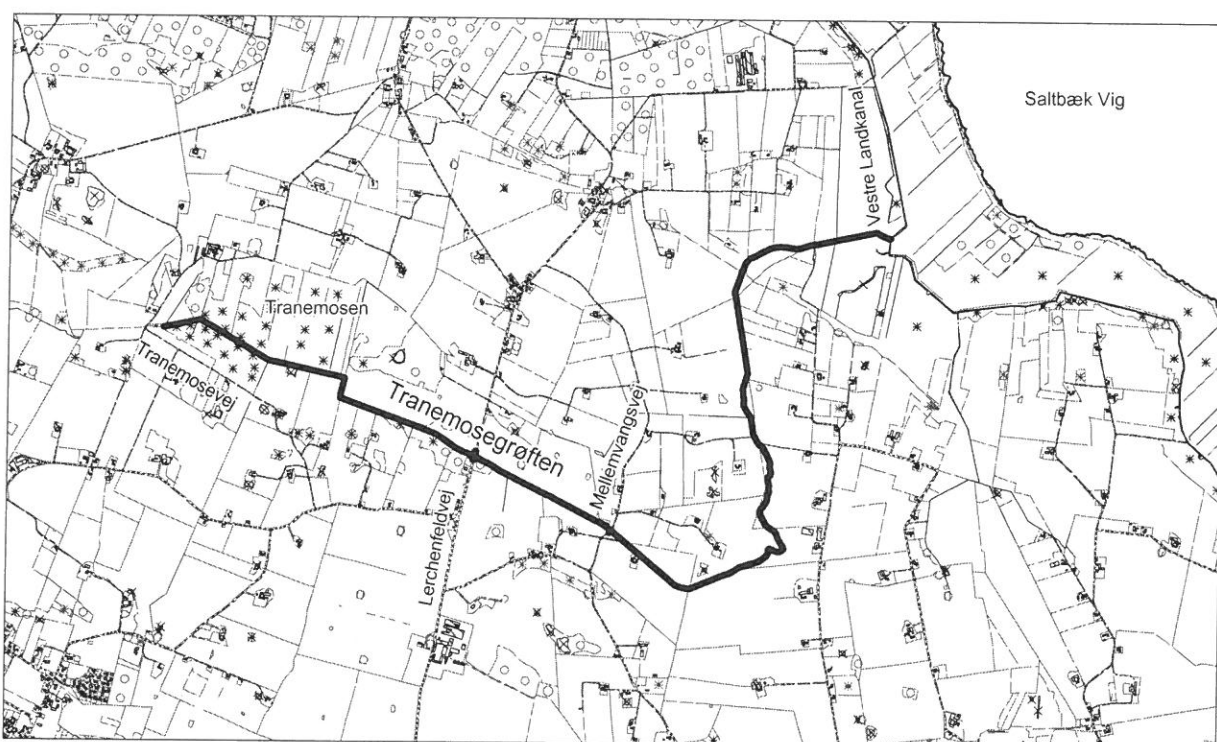 Saltbæk Vig
Vestre Landkanal
Tranemosen
Tranemosevej
Tranemosegrøften
Mellemvangsvej
Lerchenfeldvej